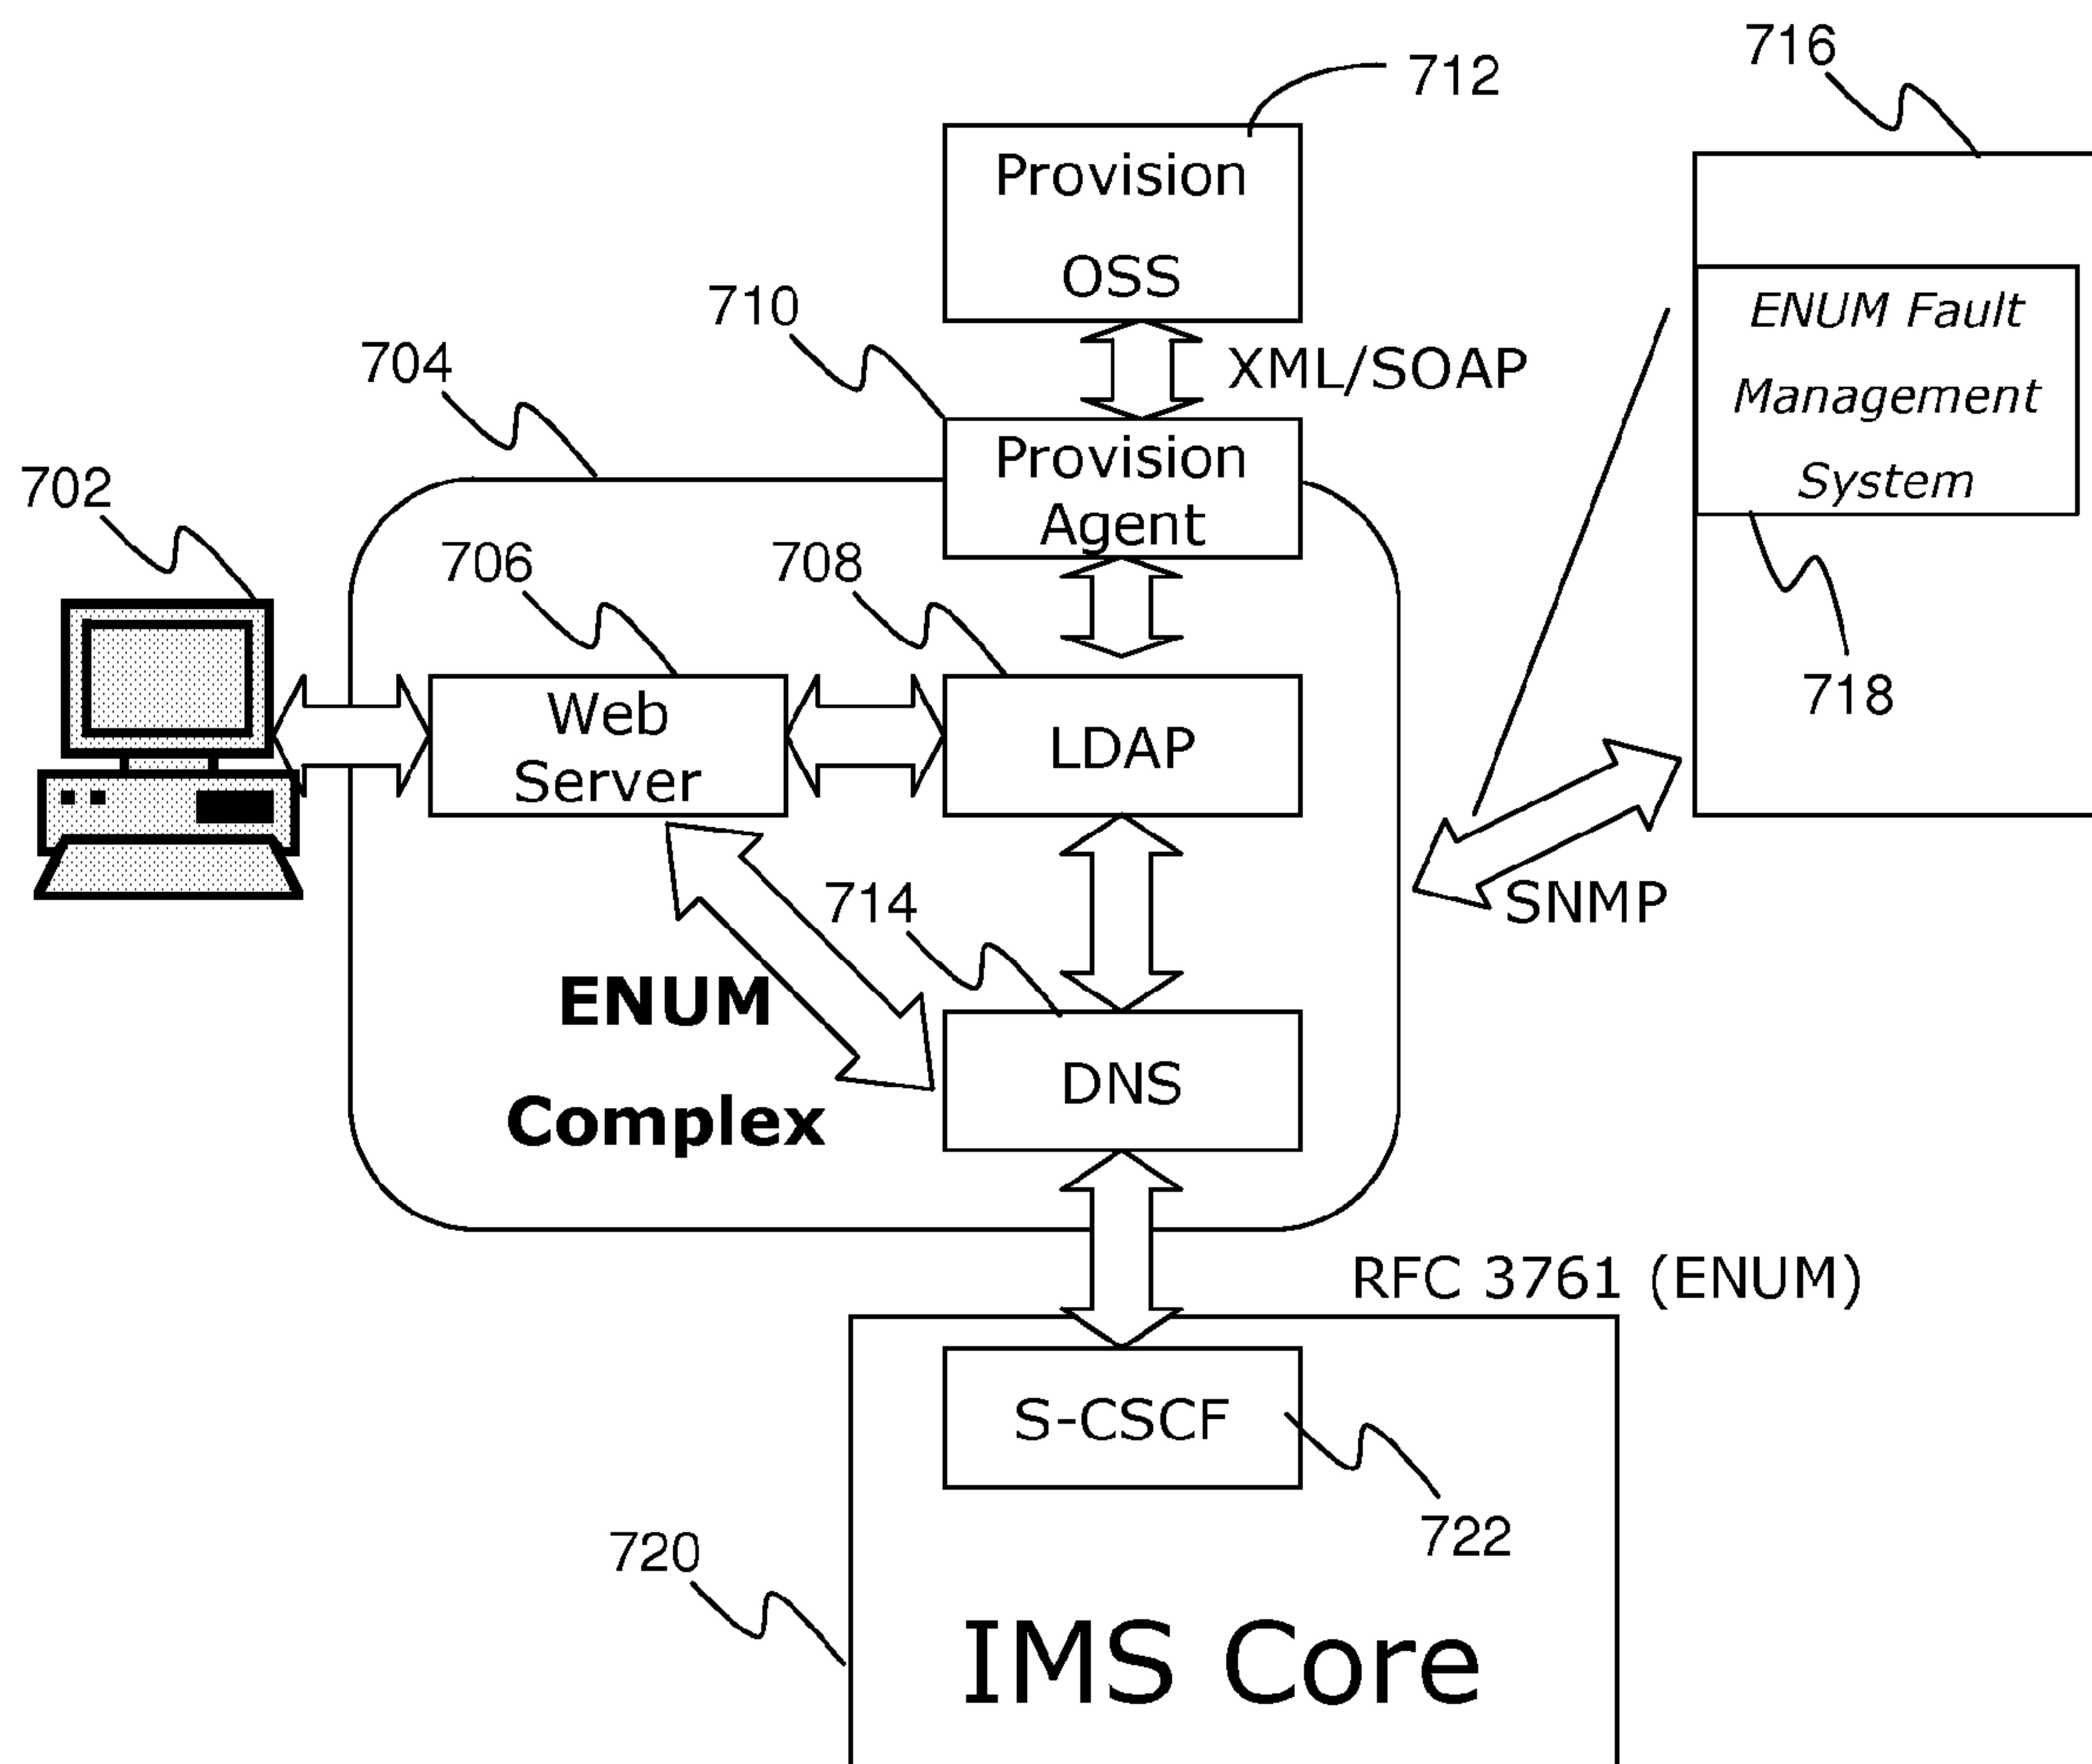 716
712
Provision
OSS
710
XML/SOAP
ENUM Fault
Management
System
704
Provision
Agent
702
706
708
718
Web
Server
LDAP
714
SNMP
ENUM
Complex
DNS
RFC 3761 (ENUM)
S-CSCF
722
720
IMS Core